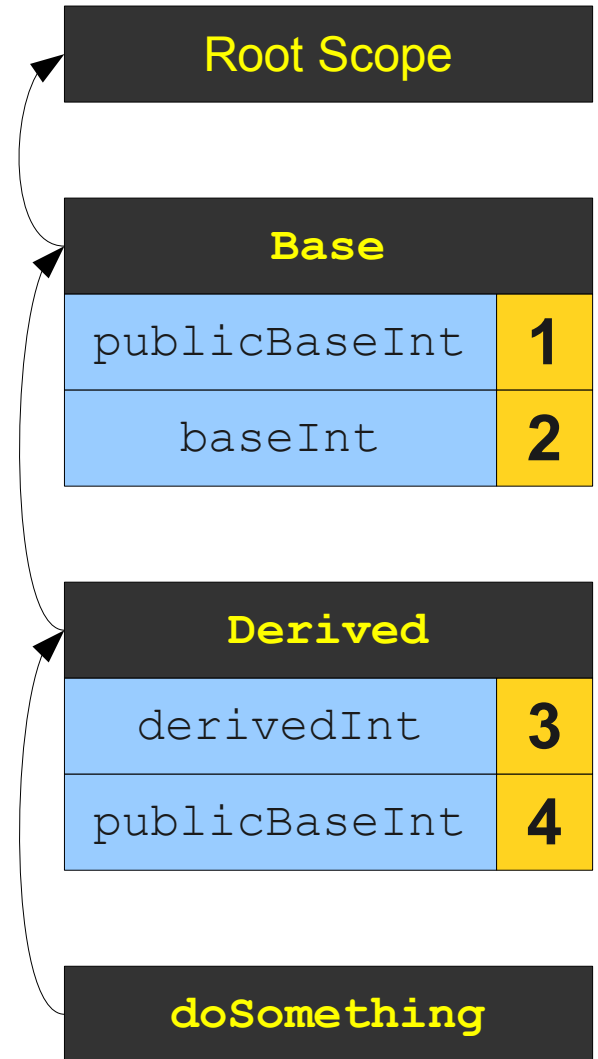 Root Scope
Base
publicBaseInt 1
baseInt 2
Derived
derivedInt 3
publicBaseInt 4
doSomething